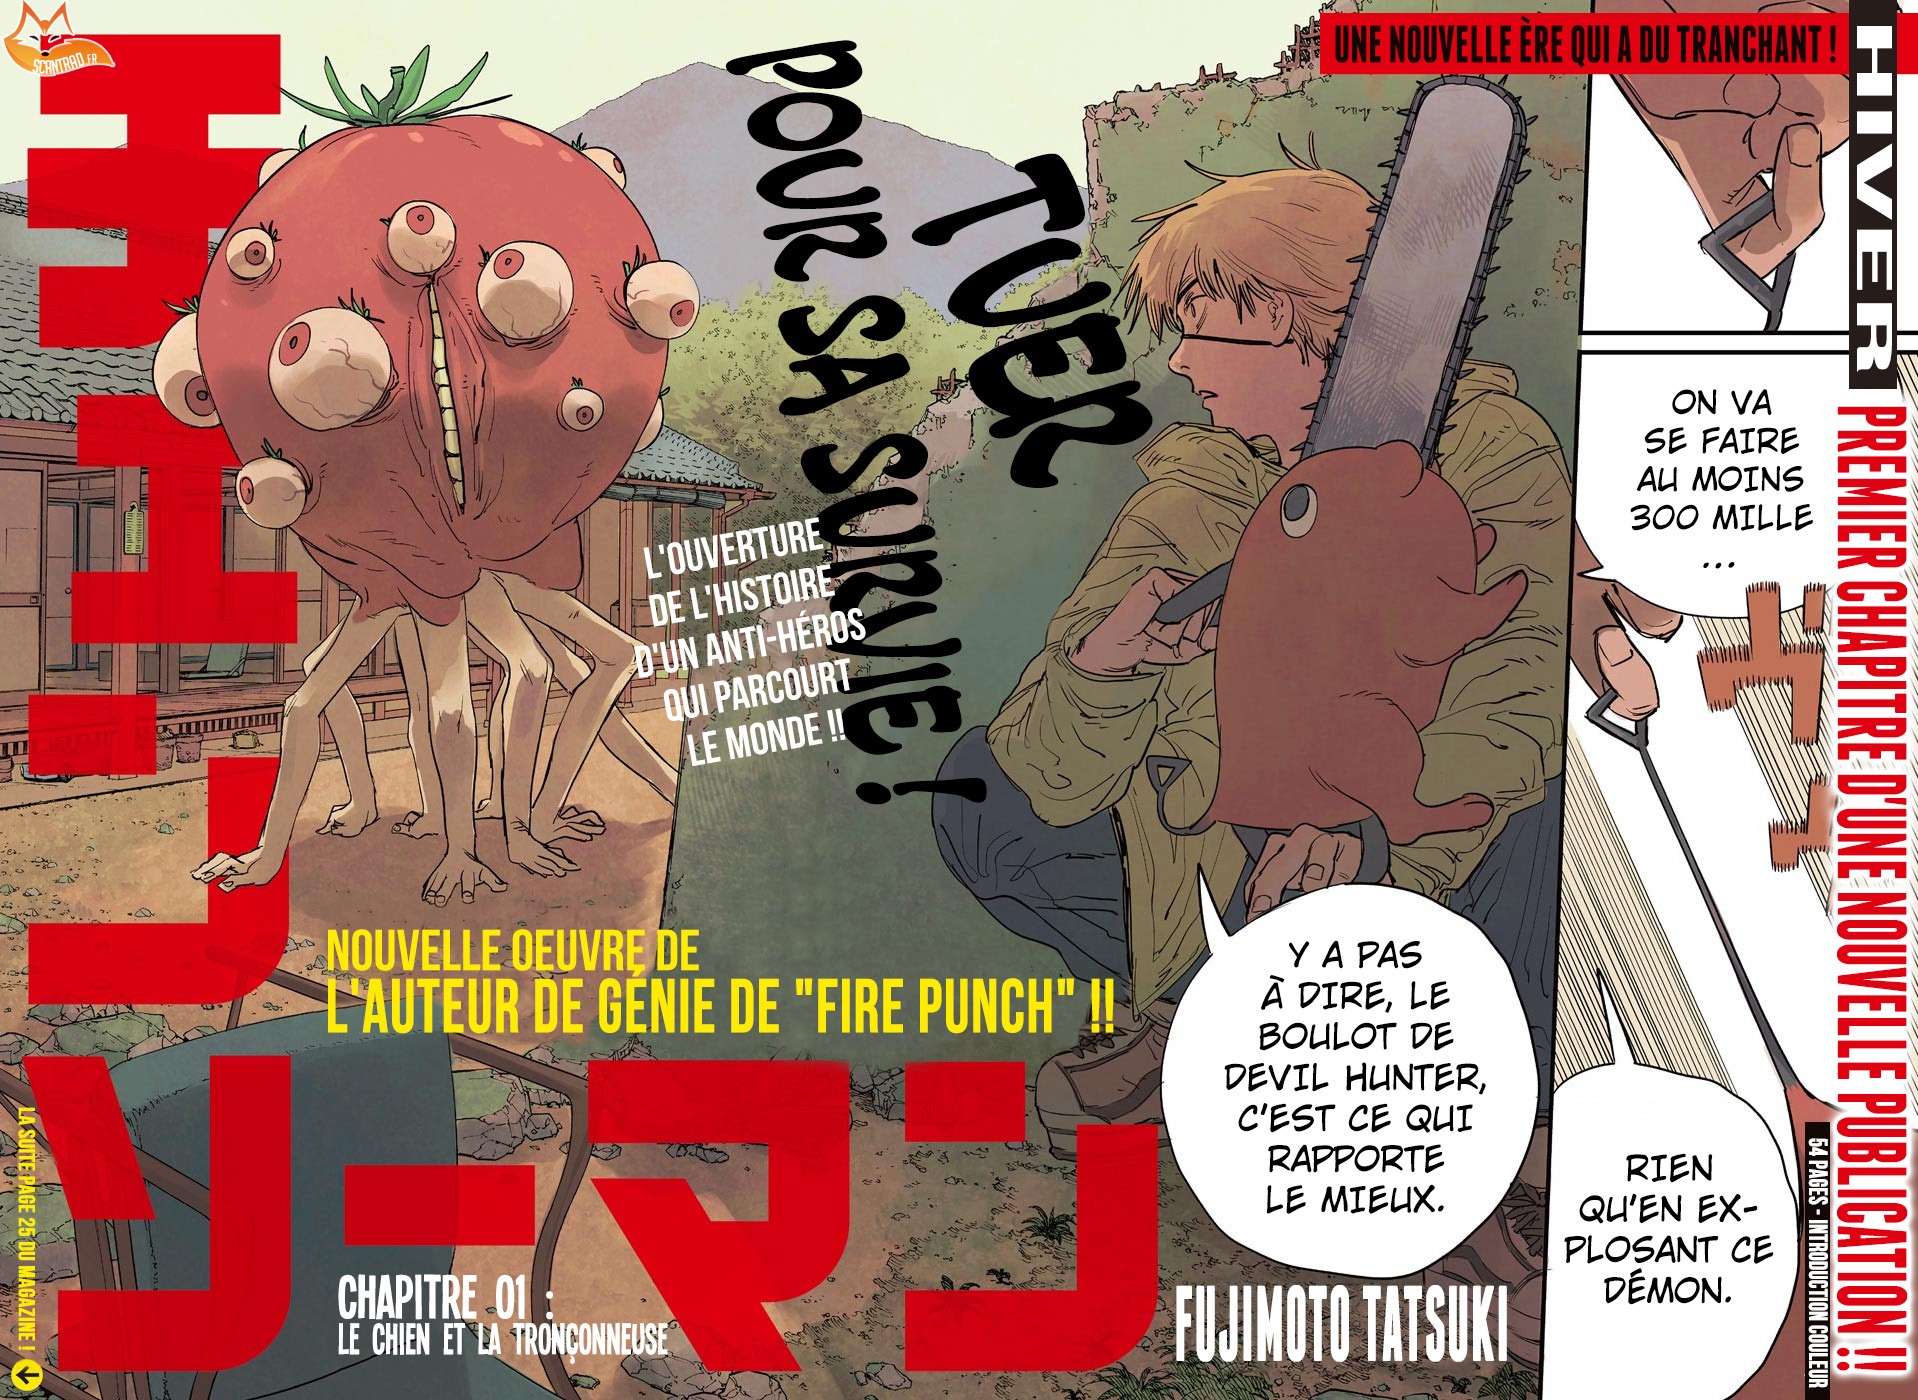 SCANTRAD.FR
UNE NOUVELLE ÈRE QUI A DU TRANCHANT !
HIVER
PREMIER CHAPITRE D'UNE NOUVELLE PUBLICATION !!
54 PAGES - INTRODUCTION COULEUR
ON VA
SE FAIRE
AU MOINS
300 MILLE
...
RIEN
QU'EN EX-
PLOSANT CE
DÉMON.
Y A PAS
À DIRE, LE
BOULOT DE
DEVIL HUNTER,
C'EST CE QUI
RAPPORTE
LE MIEUX.
TUER
POUR SA SURVIE !
L'OUVERTURE
DE L'HISTOIRE
D'UN ANTI-HÉROS
QUI PARCOURT
LE MONDE !!
NOUVELLE OEUVRE DE
L'AUTEUR DE GÉNIE DE "FIRE PUNCH" !!
チェンソーマン
CHAPITRE 01 :
LE CHIEN ET LA TRONÇONNEUSE
FUJIMOTO TATSUKI
LA SUITE PAGE 25 DU MAGAZINE !